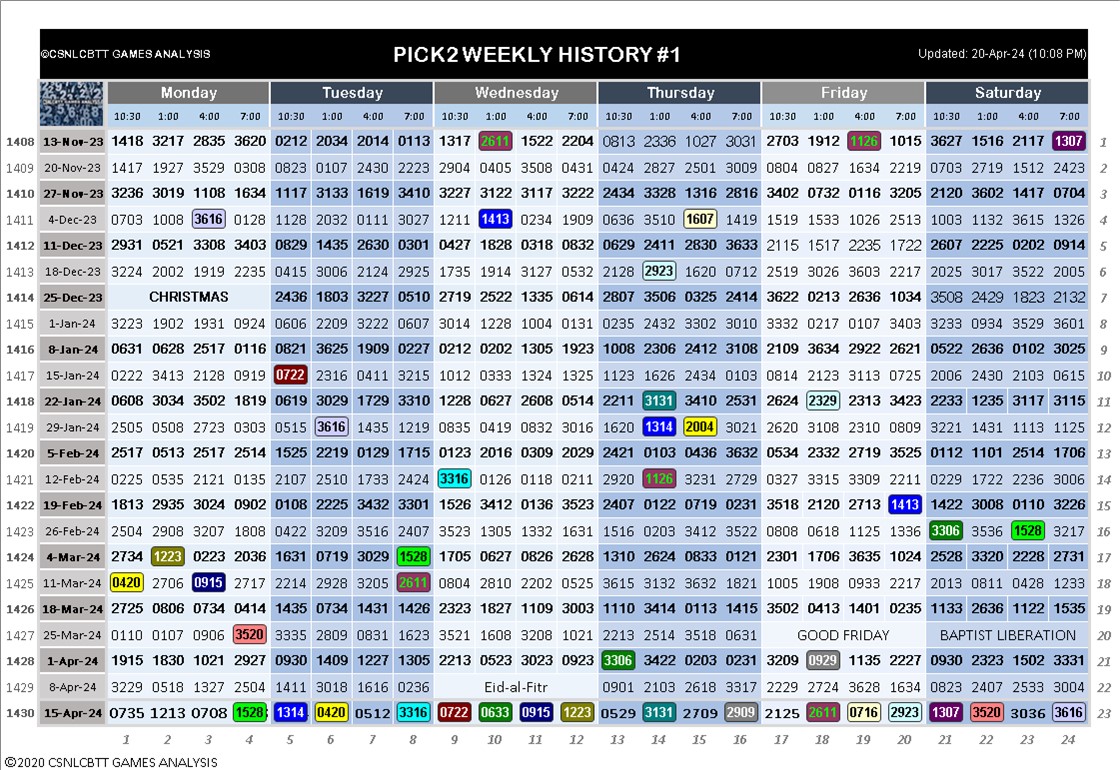 ©CSNLCBTT GAMES ANALYSIS PICK2 WEEKLY HISTORY #1 Updated: 20-Apr-24 (10:08 PM)
Monday Tuesday Wednesday Thursday Friday Saturday
10:30 1:00 4:00 7:00 10:30 1:00 4:00 7:00 10:30 1:00 4:00 7:00 10:30 1:00 4:00 7:00 10:30 1:00 4:00 7:00 10:30 1:00 4:00 7:00
1408 13-Nov-23 1418 3217 2835 3620 0212 2034 2014 0113 1317 2611 1522 2204 0813 2336 1027 3031 2703 1912 1126 1015 3627 1516 2117 1307 1
1409 20-Nov-23 1417 1927 3529 0308 0823 0107 2430 2223 2904 0405 3508 0431 0424 2827 2501 3009 0804 0827 1634 2219 0703 2719 1512 2423 2
1410 27-Nov-23 3236 3019 1108 1634 1117 3133 1619 3410 3227 3122 3117 3222 2434 3328 1316 2816 3402 0732 0116 3205 2120 3602 1417 0704 3
1411 4-Dec-23 0703 1008 3616 0128 1128 2032 0111 3027 1211 1413 0234 1909 0636 3510 1607 1419 1519 1533 1026 2513 1003 1132 3615 1326 4
1412 11-Dec-23 2931 0521 3308 3403 0829 1435 2630 0301 0427 1828 0318 0832 0629 2411 2830 3633 2115 1517 2235 1722 2607 2225 0202 0914 5
1413 18-Dec-23 3224 2002 1919 2235 0415 3006 2124 2925 1735 1914 3127 0532 2128 2923 1620 0712 2519 3026 3603 2217 2025 3017 3522 2005 6
1414 25-Dec-23 CHRISTMAS 2436 1803 3227 0510 2719 2522 1335 0614 2807 3506 0325 2414 3622 0213 2636 1034 3508 2429 1823 2132 7
1415 1-Jan-24 3223 1902 1931 0924 0606 2209 3222 0607 3014 1228 1004 0131 0235 2432 3302 3010 3332 0217 0107 3403 3233 0934 3529 3601 8
1416 8-Jan-24 0631 0628 2517 0116 0821 3625 1909 0227 0212 0202 1305 1923 1008 2306 2412 3108 2109 3634 2922 2621 0522 2636 0102 3025 9
1417 15-Jan-24 0222 3413 2128 0919 0722 2316 0411 3215 1012 0333 1324 1325 1123 1626 2434 0103 0814 2123 3113 0725 2006 2430 2103 0615 10
1418 22-Jan-24 0608 3034 3502 1819 0619 3029 1729 3310 1228 0627 2608 0514 2211 3131 3410 2531 2624 2329 2313 3423 2233 1235 3117 3115 11
1419 29-Jan-24 2505 0508 2723 0303 0515 3616 1435 1219 0835 0419 0832 3016 1620 1314 2004 3021 2620 3108 2310 0809 3221 1431 1113 1125 12
1420 5-Feb-24 2517 0513 2517 2514 1525 2219 0129 1715 0123 2016 0309 2029 2421 0103 0436 3632 0534 2332 2719 3525 0112 1101 2514 1706 13
1421 12-Feb-24 0225 0535 2121 0135 2107 2510 1733 2424 3316 0126 0118 0211 2920 1126 3231 2729 0327 3315 3309 2211 0229 1722 2236 3006 14
1422 19-Feb-24 1813 2935 3024 0902 0108 2225 3432 3301 1526 3412 0136 3523 2407 0122 0719 0231 3518 2120 2713 1413 1422 3008 0110 3226 15
1423 26-Feb-24 2504 2908 3207 1808 0422 3209 3516 2407 3523 1305 1332 1631 1516 0203 3412 3522 0808 0618 1125 1336 3306 3536 1528 3217 16
1424 4-Mar-24 2734 1223 0223 2036 1631 0719 3029 1528 1705 0627 0826 2628 1310 2624 0833 0121 2301 1706 3635 1024 2528 3320 2228 2731 17
1425 11-Mar-24 0420 2706 0915 2717 2214 2928 3205 2611 0804 2810 2202 0525 3615 3132 3632 1821 1005 1908 0933 2217 2013 0811 0428 1233 18
1426 18-Mar-24 2725 0806 0734 0414 1435 0734 1431 1426 2323 1827 1109 3003 1110 3414 0113 1415 3502 0413 1401 0235 1133 2636 1122 1535 19
1427 25-Mar-24 0110 0107 0906 3520 3335 2809 0831 1623 3521 1608 3208 1021 2213 2514 3518 0631 GOOD FRIDAY BAPTIST LIBERATION 20
1428 1-Apr-24 1915 1830 1021 2927 0930 1409 1227 1305 2213 0523 3023 0923 3306 3422 0203 0231 3209 0929 1135 2227 0930 2323 1502 3331 21
1429 8-Apr-24 3229 0518 1327 2504 1411 3018 1616 0236 Eid-al-Fitr 0901 2103 2618 3317 2229 2724 3628 1634 0823 2407 2533 3004 22
1430 15-Apr-24 0735 1213 0708 1528 1314 0420 0512 3316 0722 0633 0915 1223 0529 3131 2709 2909 2125 2611 0716 2923 1307 3520 3036 3616 23
1 2 3 4 5 6 7 8 9 10 11 12 13 14 15 16 17 18 19 20 21 22 23 24
©2020 CSNLCBTT GAMES ANALYSIS